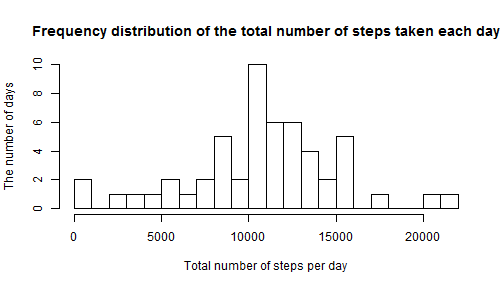 Frequency distribution of the total number of steps taken each day
The number of days
10
8
6
4
2
0
0 5000 10000 15000 20000
Total number of steps per day